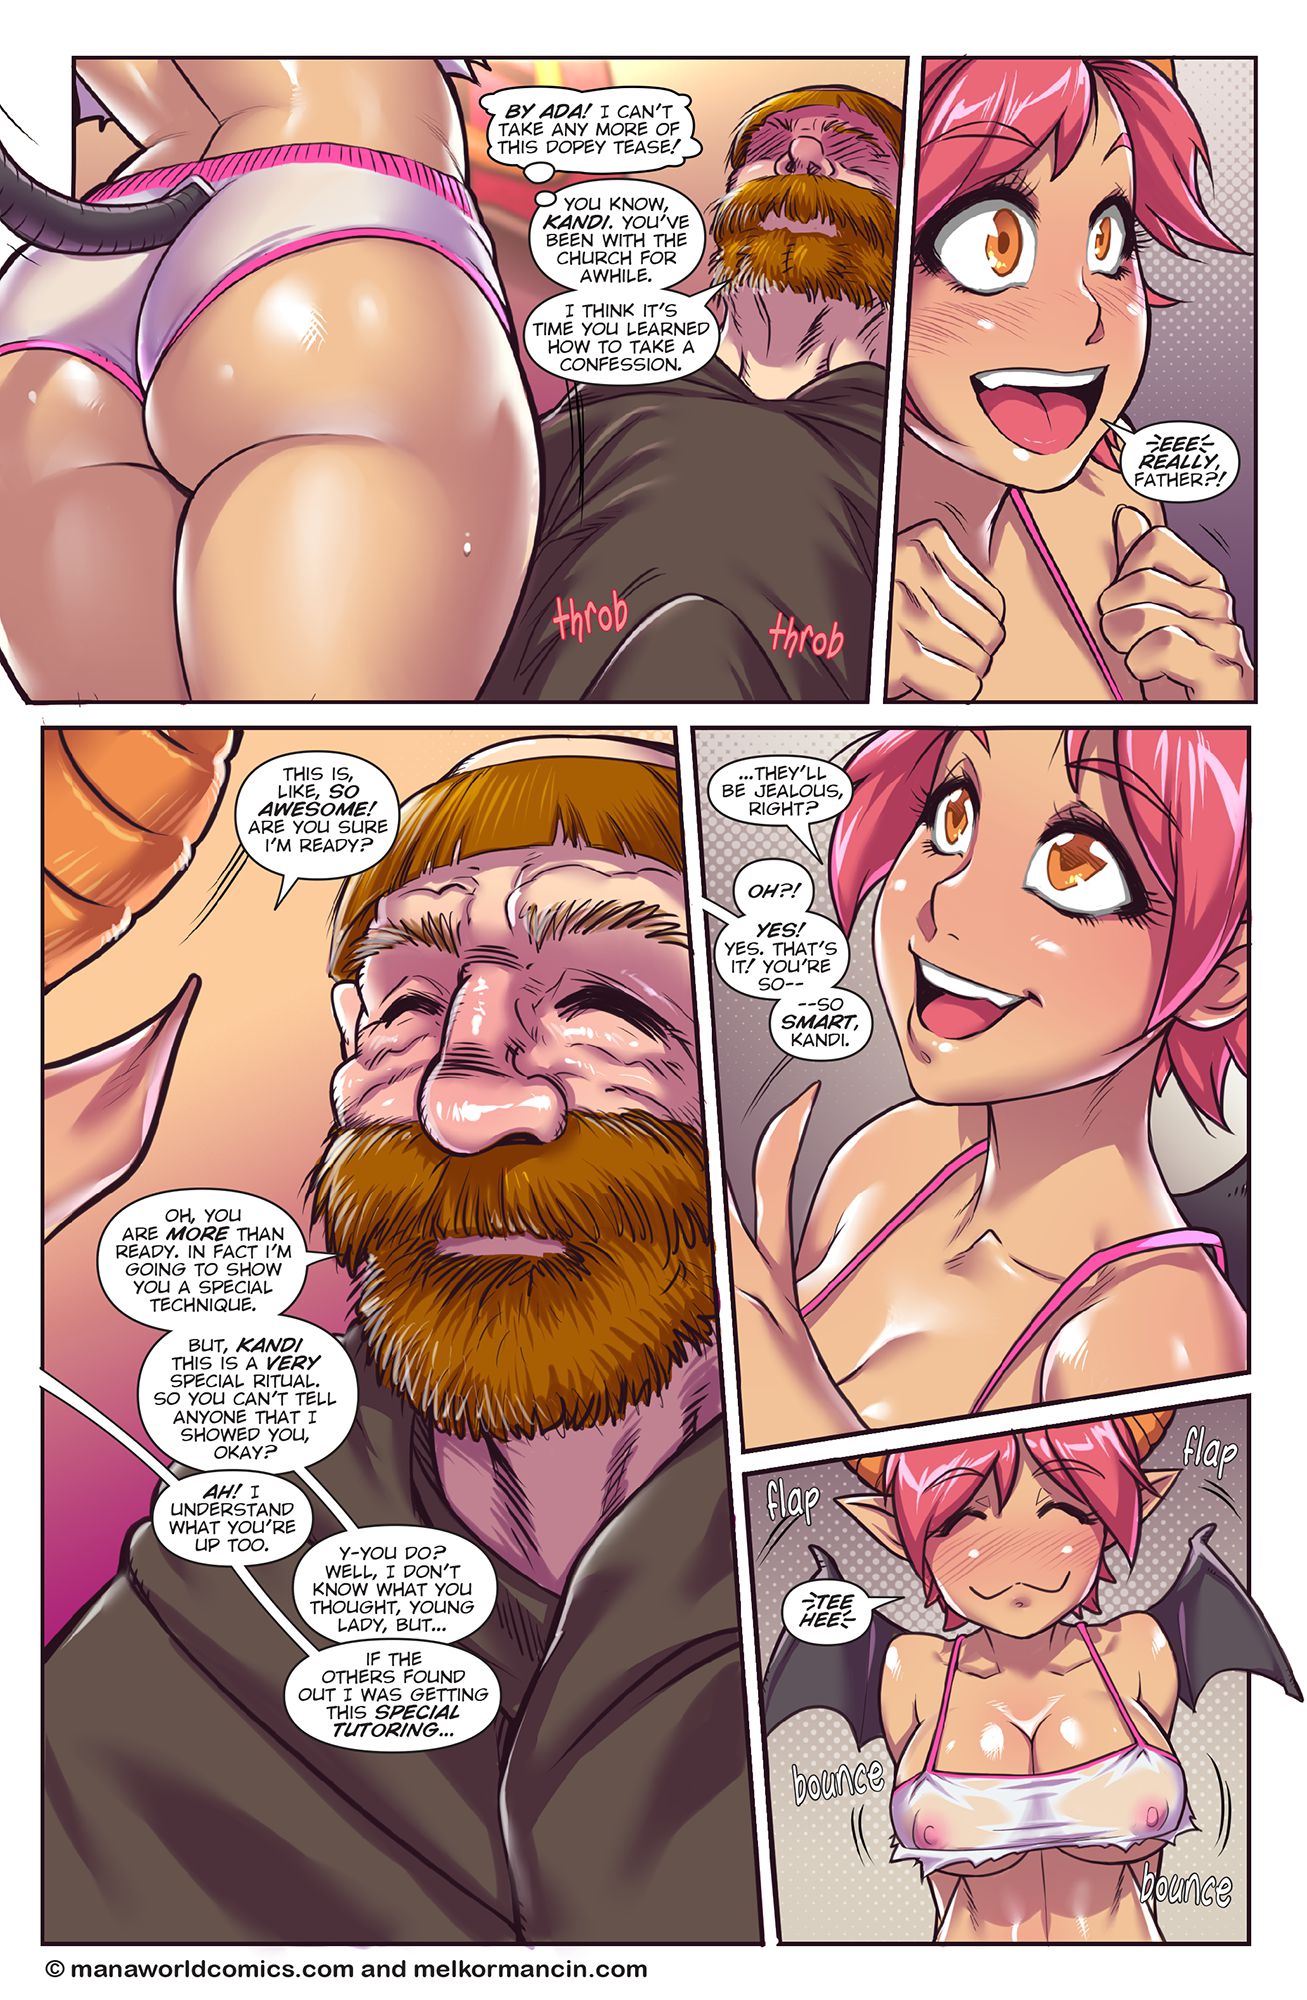 BY ADA! I CAN'T
TAKE ANY MORE OF
THIS DOPEY TEASE!
YOU KNOW,
KANDI. YOU'VE
BEEN WITH THE
CHURCH FOR
AWHILE.
I THINK IT'S
TIME YOU LEARNED
HOW TO TAKE A
CONFESSION.
throb
throb
EEE
REALLY,
FATHER?!
THIS IS,
LIKE, SO
AWESOME!
ARE YOU SURE
I'M READY?
OH, YOU
ARE MORE THAN
READY. IN FACT I'M
GOING TO SHOW
YOU A SPECIAL
TECHNIQUE.
BUT, KANDI
THIS IS A VERY
SPECIAL RITUAL.
SO YOU CAN'T TELL
ANYONE THAT I
SHOWED YOU,
OKAY?
AH! I
UNDERSTAND
WHAT YOU'RE
UP TOO.
Y-YOU DO?
WELL, I DON'T
KNOW WHAT YOU
THOUGHT, YOUNG
LADY, BUT...
IF THE
OTHERS FOUND
OUT I WAS GETTING
THIS SPECIAL
TUTORING...
...THEY'LL
BE JEALOUS,
RIGHT?
OH?!
YES!
YES. THAT'S
IT! YOU'RE
SO--
--SO
SMART,
KANDI.
flap
flap
TEE
HEE
bounce
bounce
© manaworldcomics.com and melkormancin.com